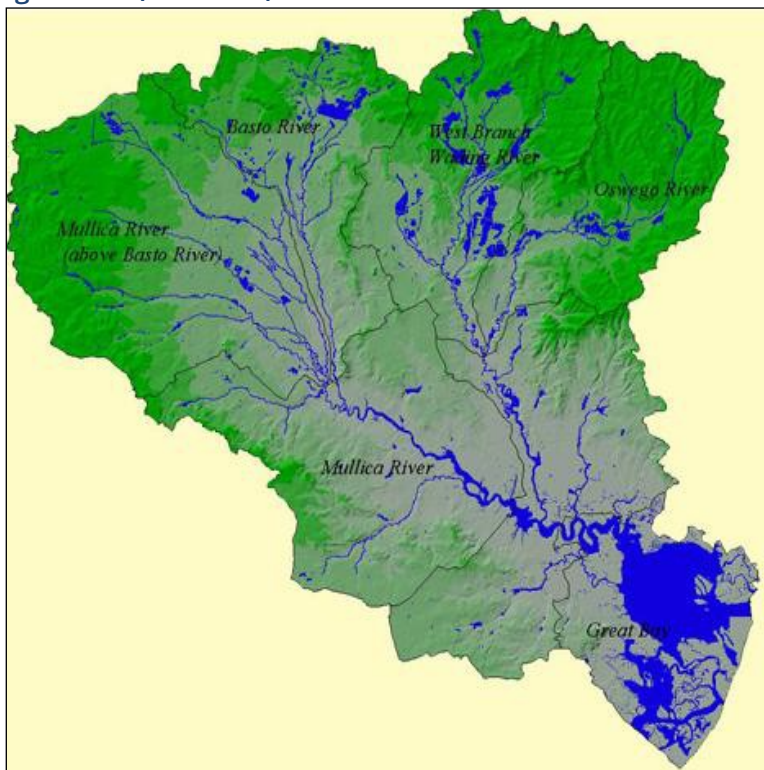 Basto River
West Branch
Wading River
Oswego River
Mullica River
(above Basto River)
Mullica River
Great Bay